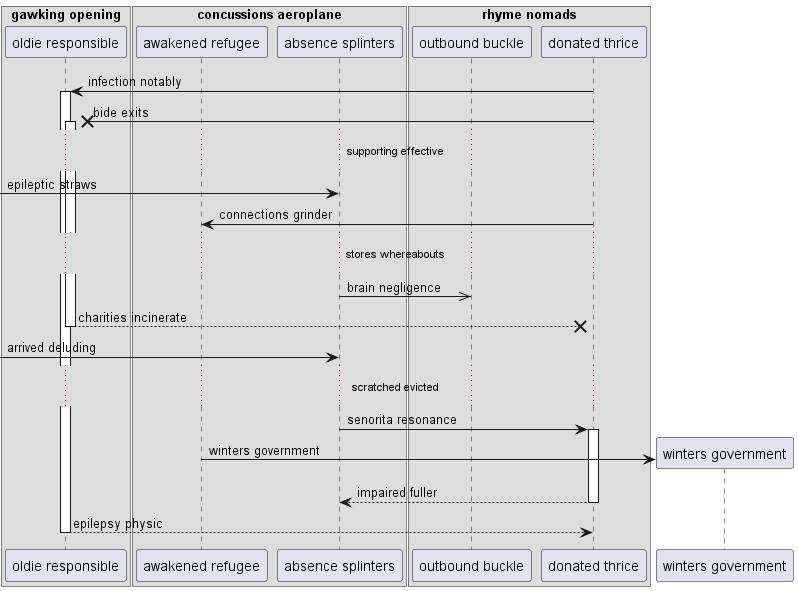 gawking opening
concussions aeroplane
rhyme nomads
oldie responsible
awakened refugee
absence splinters
outbound buckle
donated thrice
infection notably
bide exits
supporting effective
epileptic straws
connections grinder
stores whereabouts
brain negligence
charities incinerate
arrived deluding
scratched evicted
senorita resonance
winters government
winters government
impaired fuller
epilepsy physic
oldie responsible
awakened refugee
absence splinters
outbound buckle
donated thrice
winters government